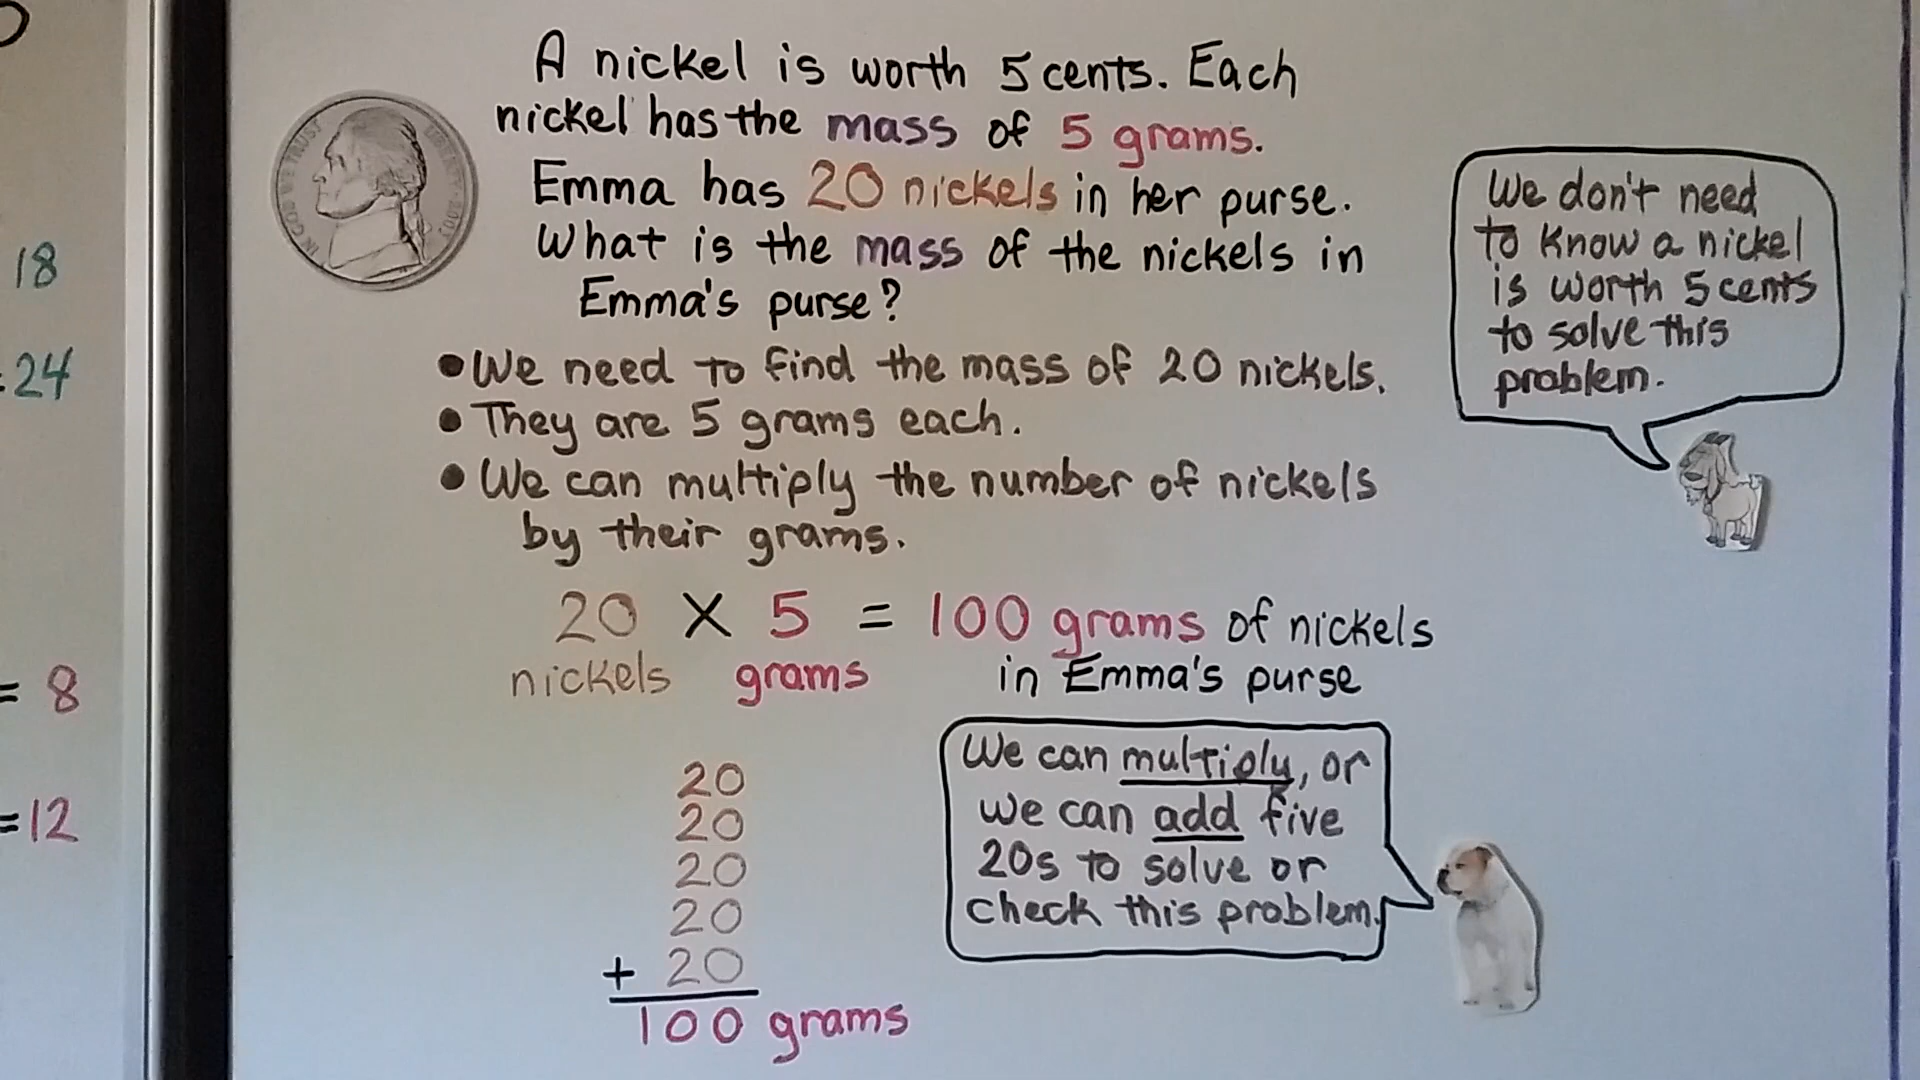 18
=24
= 8
=12
A nickel is worth 5 cents. Each
nickel has the mass of 5 grams.
Emma has 20 nickels in her purse.
What is the mass of the nickels in
Emma's purse?
• We need to find the mass of 20 nickels.
• They are 5 grams each.
• We can multiply the number of nickels
by their grams.
20 X 5 = 100 grams of nickels
nickels grams in Emma's purse
20
20
20
20
+ 20
100 grams
We don't need
to know a nickel
is worth 5 cents
to solve this
problem.
We can multiply, or
we can add five
20s to solve or
check this problem.
IN GOD WE TRUST